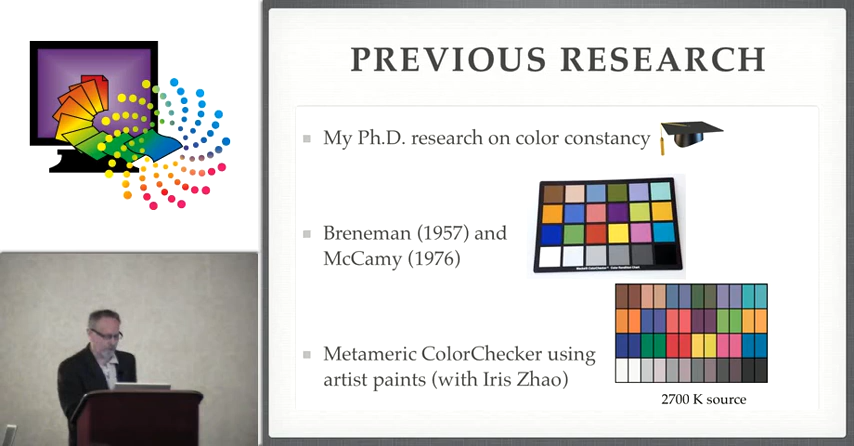 PREVIOUS RESEARCH
My Ph.D. research on color constancy
Breneman (1957) and
McCamy (1976)
Metameric ColorChecker using
artist paints (with Iris Zhao)
2700 K source